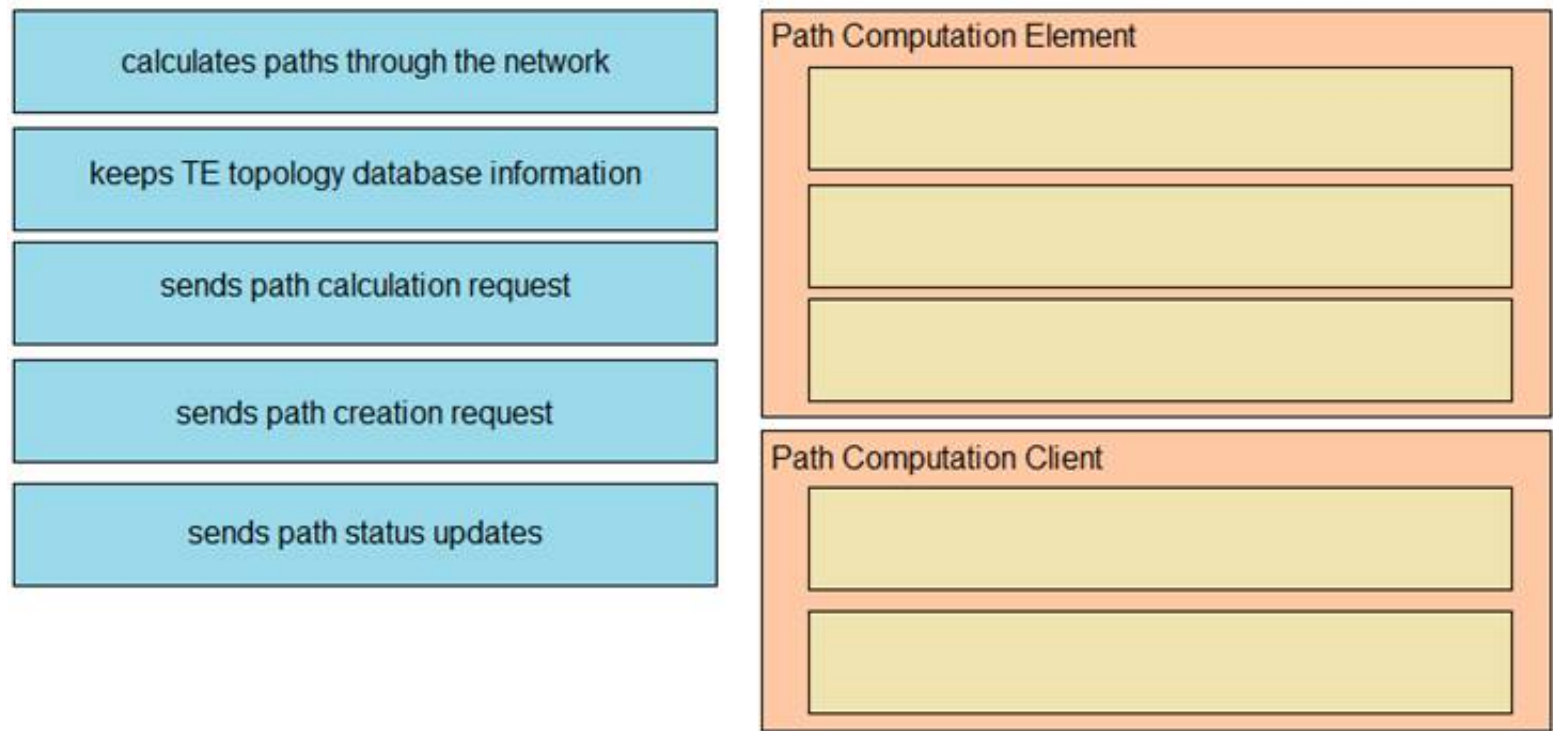 calculates paths through the network
keeps TE topology database information
sends path calculation request
sends path creation request
sends path status updates
Path Computation Element
Path Computation Client